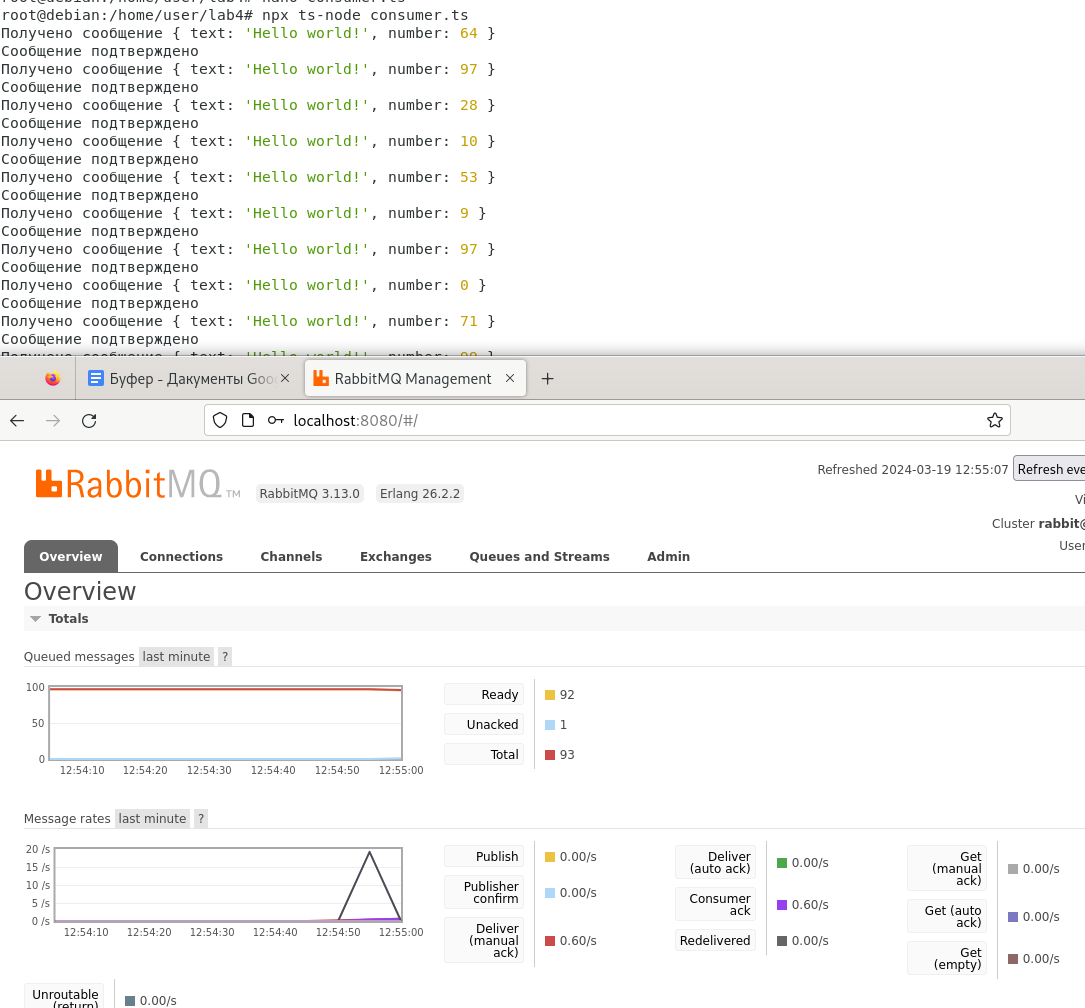 root@debian:/home/user/lab4# nano consumer.ts
root@debian:/home/user/lab4# npx ts-node consumer.ts
Получено сообщение { text: 'Hello world!', number: 64 }
Сообщение подтверждено
Получено сообщение { text: 'Hello world!', number: 97 }
Сообщение подтверждено
Получено сообщение { text: 'Hello world!', number: 28 }
Сообщение подтверждено
Получено сообщение { text: 'Hello world!', number: 10 }
Сообщение подтверждено
Получено сообщение { text: 'Hello world!', number: 53 }
Сообщение подтверждено
Получено сообщение { text: 'Hello world!', number: 9 }
Сообщение подтверждено
Получено сообщение { text: 'Hello world!', number: 97 }
Сообщение подтверждено
Получено сообщение { text: 'Hello world!', number: 0 }
Сообщение подтверждено
Получено сообщение { text: 'Hello world!', number: 71 }
Сообщение подтверждено
Буфер - Дакументы Goo
RabbitMQ Management
localhost:8080/#/
RabbitMQ TM
RabbitMQ 3.13.0
Erlang 26.2.2
Refreshed 2024-03-19 12:55:07
Refresh eve
Vi
Cluster rabbit@
User
Overview
Connections
Channels
Exchanges
Queues and Streams
Admin
Overview
Totals
Queued messages last minute ?
100
50
0
12:54:10
12:54:20
12:54:30
12:54:40
12:54:50
12:55:00
Ready
92
Unacked
1
Total
93
Message rates last minute ?
20 /s
15 /s
10 /s
5 /s
0 /s
12:54:10
12:54:20
12:54:30
12:54:40
12:54:50
12:55:00
Publish
0.00/s
Publisher
confirm
0.00/s
Deliver
(manual
ack)
0.60/s
Deliver
(auto ack)
0.00/s
Consumer
ack
0.60/s
Redelivered
0.00/s
Get
(manual
ack)
0.00/s
Get (auto
ack)
0.00/s
Get
(empty)
0.00/s
Unroutable
(return)
0.00/s